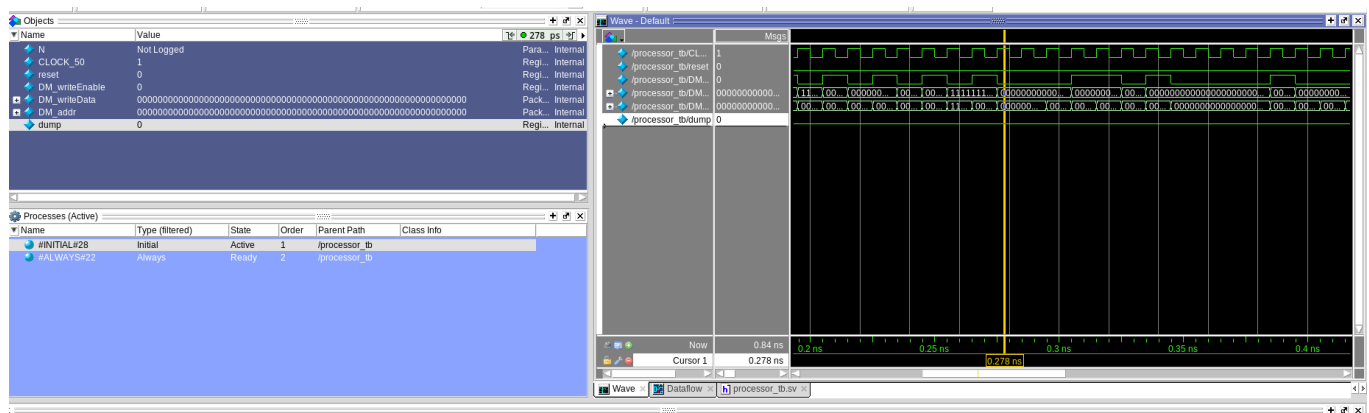 Objects
Name Value 278 ps
N Not Logged Para... Internal
CLOCK_50 1 Regi... Internal
reset 0 Regi... Internal
DM_writeEnable 0 Regi... Internal
DM_writeData Pack... Internal
DM_addr Pack... Internal
dump 0 Regi... Internal
Processes (Active)
Name Type (filtered) State Order Parent Path Class Info
#INITIAL#28 Initial Active 1 /processor_tb
#ALWAYS#22 Always Ready 2 /processor_tb
Wave - Default
Msgs
/processor_tb/CL... 1
/processor_tb/reset 0
/processor_tb/DM... 0
/processor_tb/DM... 00000000000...
/processor_tb/DM... 00000000000...
/processor_tb/dump 0
Now 0.84 ns 0.2 ns 0.25 ns 0.3 ns 0.35 ns 0.4 ns
Cursor 1 0.278 ns 0.278 ns
Wave Dataflow processor_tb.sv